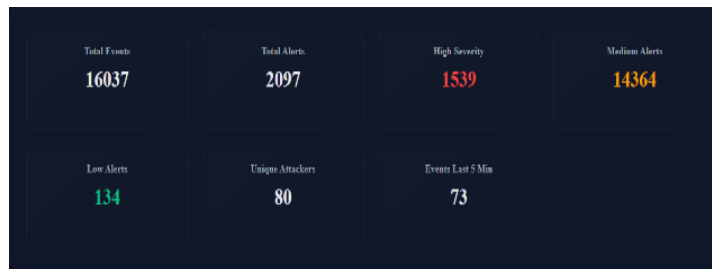 Total Events
16037
Total Alerts
2097
High Severity
1539
Medium Alerts
14364
Low Alerts
134
Unique Attackers
80
Events Last 5 Min
73